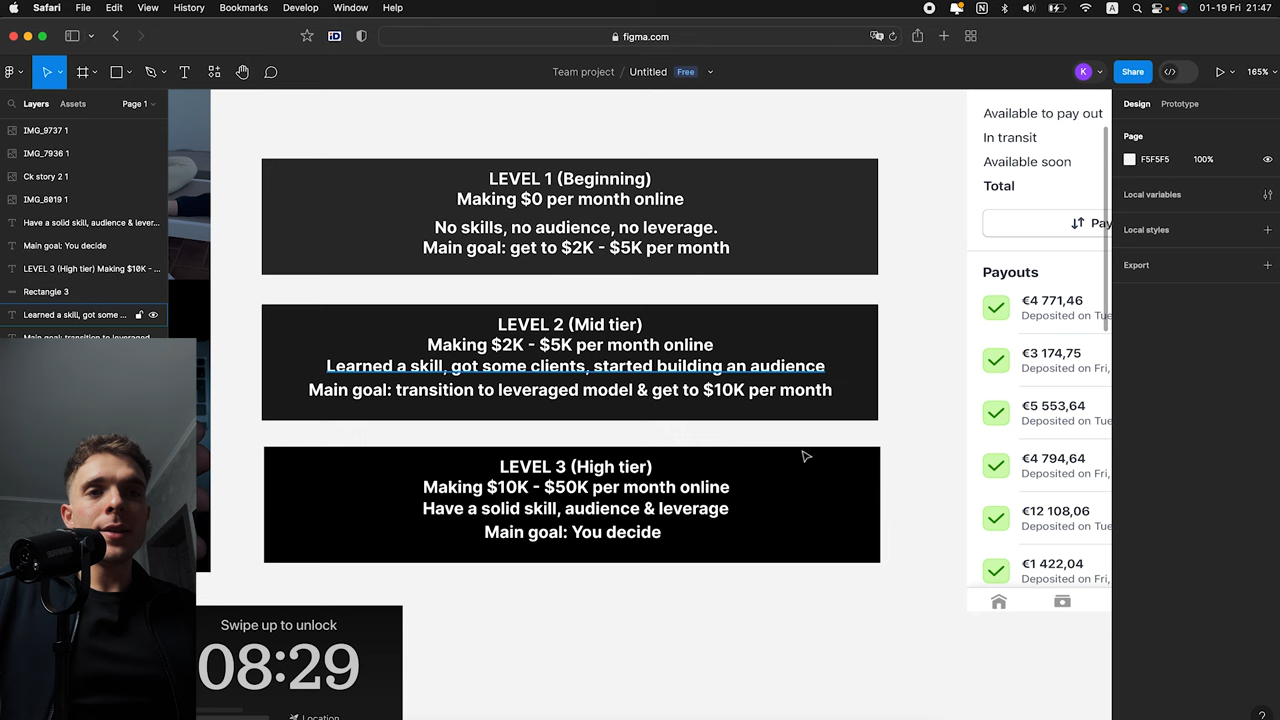 Safari File Edit View History Bookmarks Develop Window Help
A
01-19 Fri 21:47
iD
figma.com
Team project / Untitled Free
K
Share
165%
Layers Assets Page 1
IMG_9737 1
IMG_7936 1
Ck story 2 1
IMG_8019 1
Have a solid skill, audience & lever...
Main goal: You decide
LEVEL 3 (High tier) Making $10K - ...
Rectangle 3
Learned a skill, got some ...
Main goal: transition to leveraged
LEVEL 1 (Beginning)
Making $0 per month online
No skills, no audience, no leverage.
Main goal: get to $2K - $5K per month
LEVEL 2 (Mid tier)
Making $2K - $5K per month online
Learned a skill, got some clients, started building an audience
Main goal: transition to leveraged model & get to $10K per month
LEVEL 3 (High tier)
Making $10K - $50K per month online
Have a solid skill, audience & leverage
Main goal: You decide
Swipe up to unlock
08:29
Location
Available to pay out
In transit
Available soon
Total
Pay
Payouts
€4 771,46
Deposited on Tue
€3 174,75
Deposited on Fri,
€5 553,64
Deposited on Tue
€4 794,64
Deposited on Fri,
€12 108,06
Deposited on Tue
€1 422,04
Deposited on Fri,
Design Prototype
Page
F5F5F5 100%
Local variables
Local styles
Export
?